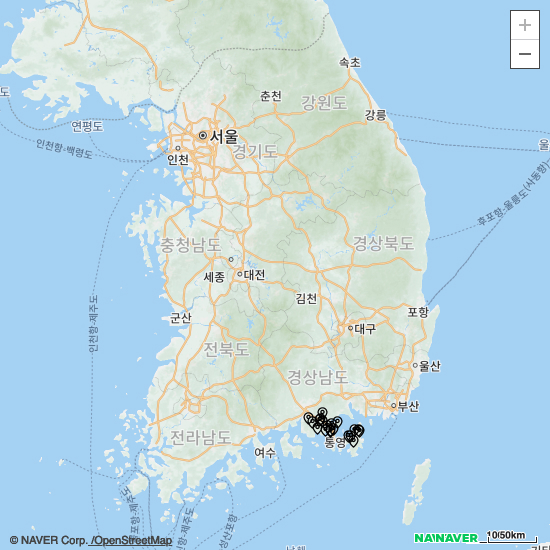 +
−
속초
춘천
강원도
강릉
도
연평도
서울
인천항-백령도
인천
경기도
울
후포항-울릉도(사동항)
충청남도
경상북도
세종
대전
인천항-제주도
김천
군산
포항
대구
전북도
울산
경상남도
부산
전라남도
통영
여수
© NAVER Corp. /OpenStreetMap
NAVER
10/50km